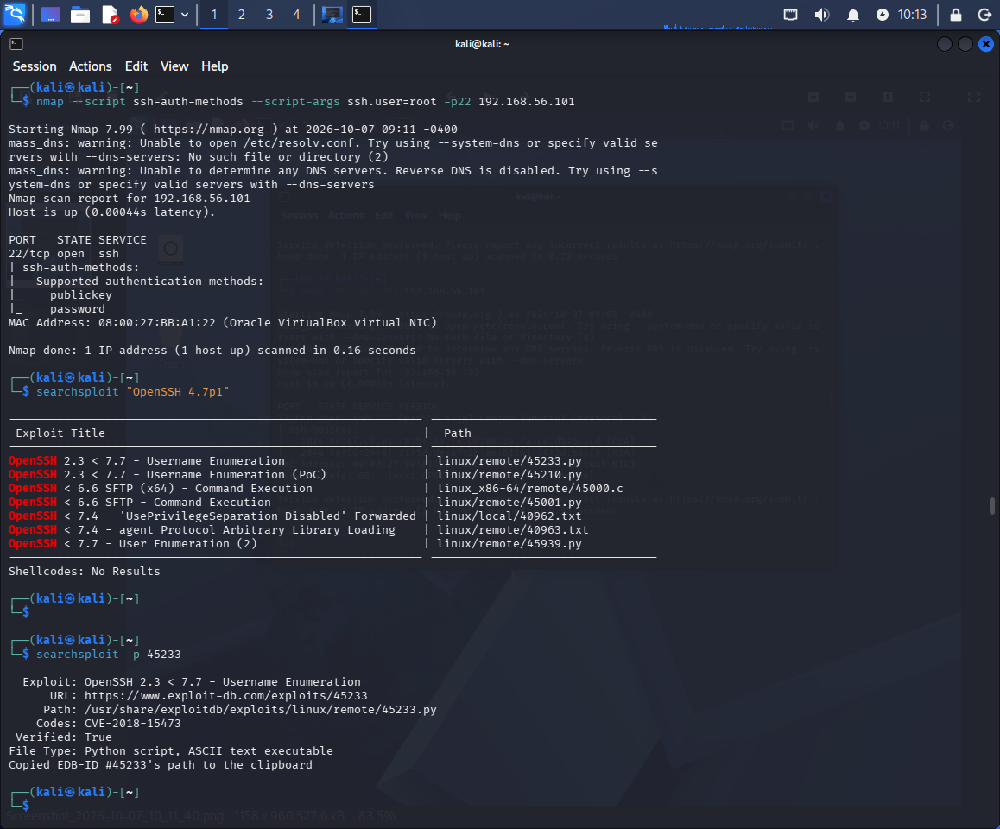 1 2 3 4 10:13
kali@kali: ~
Session Actions Edit View Help
┌──(kali㉿kali)-[~]
└─$ nmap --script ssh-auth-methods --script-args ssh.user=root -p22 192.168.56.101
Starting Nmap 7.99 ( https://nmap.org ) at 2026-10-07 09:11 -0400
mass_dns: warning: Unable to open /etc/resolv.conf. Try using --system-dns or specify valid se
rvers with --dns-servers: No such file or directory (2)
mass_dns: warning: Unable to determine any DNS servers. Reverse DNS is disabled. Try using --s
ystem-dns or specify valid servers with --dns-servers
Nmap scan report for 192.168.56.101
Host is up (0.00044s latency).
PORT   STATE SERVICE
22/tcp open  ssh
| ssh-auth-methods:
|   Supported authentication methods:
|     publickey
|_    password
MAC Address: 08:00:27:BB:A1:22 (Oracle VirtualBox virtual NIC)
Nmap done: 1 IP address (1 host up) scanned in 0.16 seconds
┌──(kali㉿kali)-[~]
└─$ searchsploit "OpenSSH 4.7p1"
Exploit Title | Path
OpenSSH 2.3 < 7.7 - Username Enumeration | linux/remote/45233.py
OpenSSH 2.3 < 7.7 - Username Enumeration (PoC) | linux/remote/45210.py
OpenSSH < 6.6 SFTP (x64) - Command Execution | linux_x86-64/remote/45000.c
OpenSSH < 6.6 SFTP - Command Execution | linux/remote/45001.py
OpenSSH < 7.4 - 'UsePrivilegeSeparation Disabled' Forwarded | linux/local/40962.txt
OpenSSH < 7.4 - agent Protocol Arbitrary Library Loading | linux/remote/40963.txt
OpenSSH < 7.7 - User Enumeration (2) | linux/remote/45939.py
Shellcodes: No Results
┌──(kali㉿kali)-[~]
└─$
┌──(kali㉿kali)-[~]
└─$ searchsploit -p 45233
Exploit: OpenSSH 2.3 < 7.7 - Username Enumeration
URL: https://www.exploit-db.com/exploits/45233
Path: /usr/share/exploitdb/exploits/linux/remote/45233.py
Codes: CVE-2018-15473
Verified: True
File Type: Python script, ASCII text executable
Copied EDB-ID #45233's path to the clipboard
┌──(kali㉿kali)-[~]
└─$
Screenshot_2026-10-07_10_11_40.png 1158 x 960 527.6 kB 83.5%